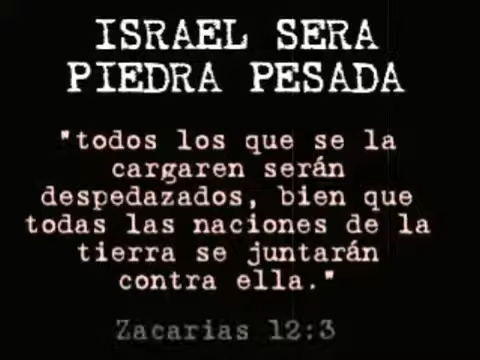 ISRAEL SERA
PIEDRA PESADA
"todos los que se la
cargaren serán
despedazados, bien que
todas las naciones de la
tierra se juntarán
contra ella."
Zacarias 12:3